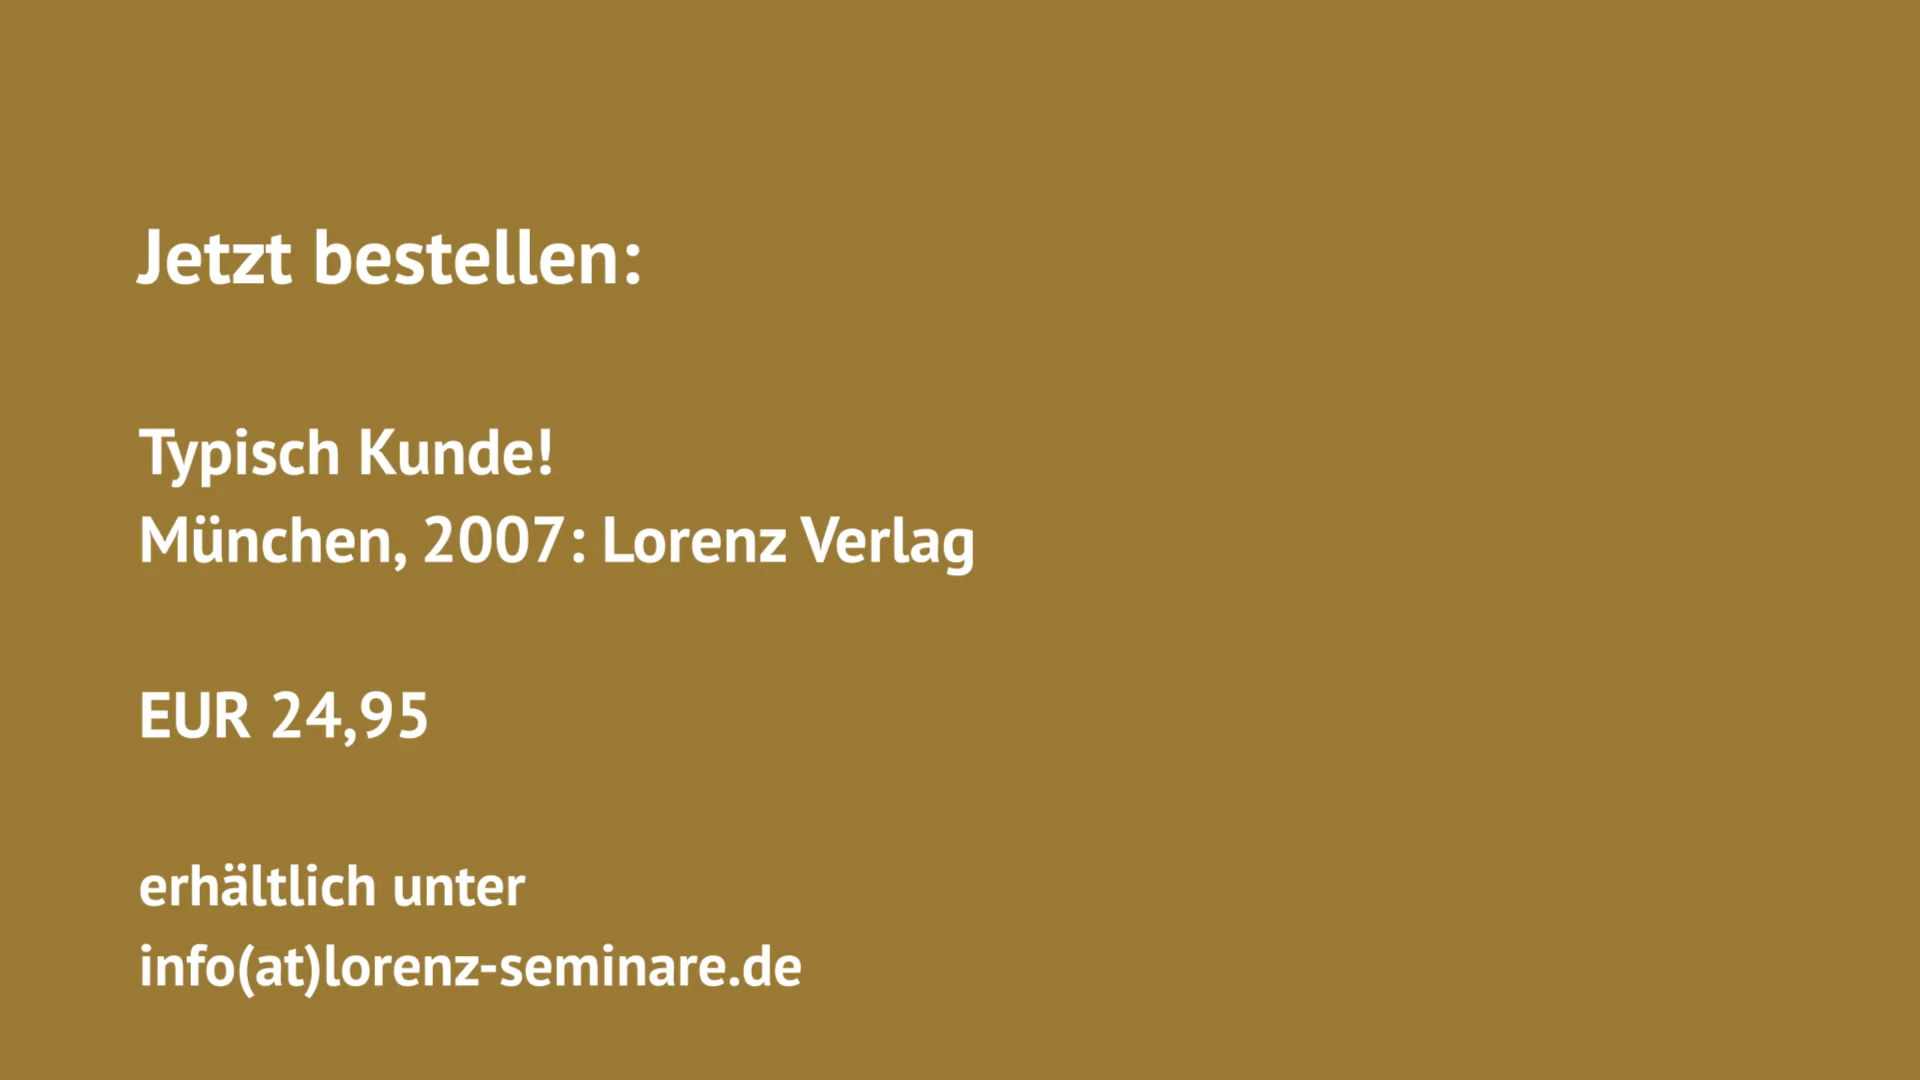 Jetzt bestellen:
Typisch Kunde!
München, 2007: Lorenz Verlag
EUR 24,95
erhältlich unter
info(at)lorenz-seminare.de